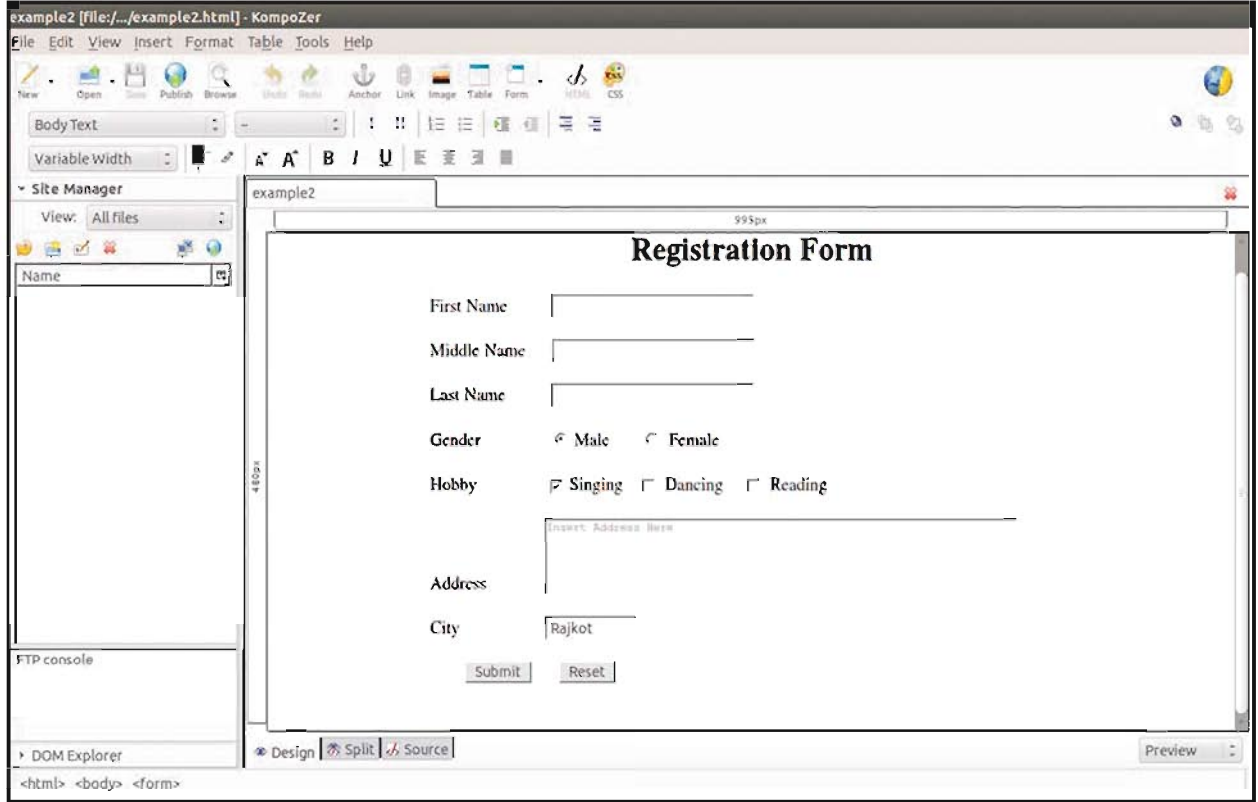 example2 [file:/.../example2.html] - KompoZer
File Edit View Insert Format Table Tools Help
New Open Save Publish Browse Undo Redo Anchor Link Image Table Form HTML CSS
Body Text -
Variable Width A A B I U
Site Manager
View: All files
Name
FTP console
DOM Explorer
example2
995px
460px
Registration Form
First Name
Middle Name
Last Name
Gender Male Female
Hobby Singing Dancing Reading
Insert Address Here
Address
City Rajkot
Submit Reset
Design Split Source Preview
<html> <body> <form>